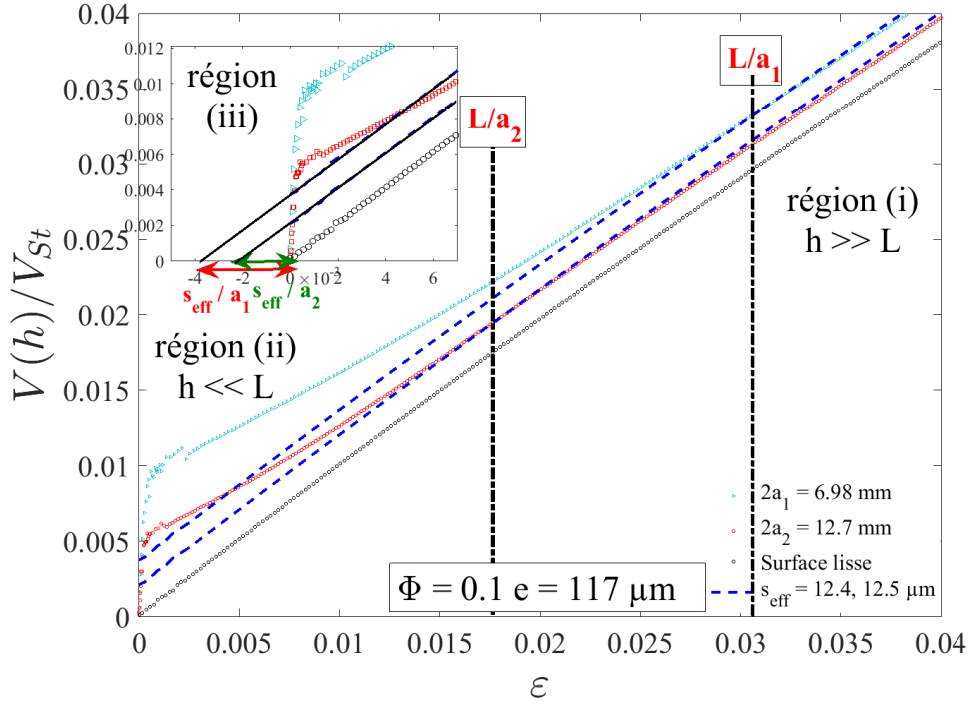 0.04
0.035
0.03
0.025
0.02
0.015
0.01
0.005
0
V(h)/V_St
0.012
0.01
0.008
0.006
0.004
0.002
0
-4
-2
0
×10
2
4
6
région
(iii)
s_eff / a_1
s_eff / a_2
L/a_2
L/a_1
région (i)
h >> L
région (ii)
h << L
2a_1 = 6.98 mm
2a_2 = 12.7 mm
Surface lisse
s_eff = 12.4, 12.5 µm
Φ = 0.1 e = 117 µm
0
0.005
0.01
0.015
0.02
0.025
0.03
0.035
0.04
ε